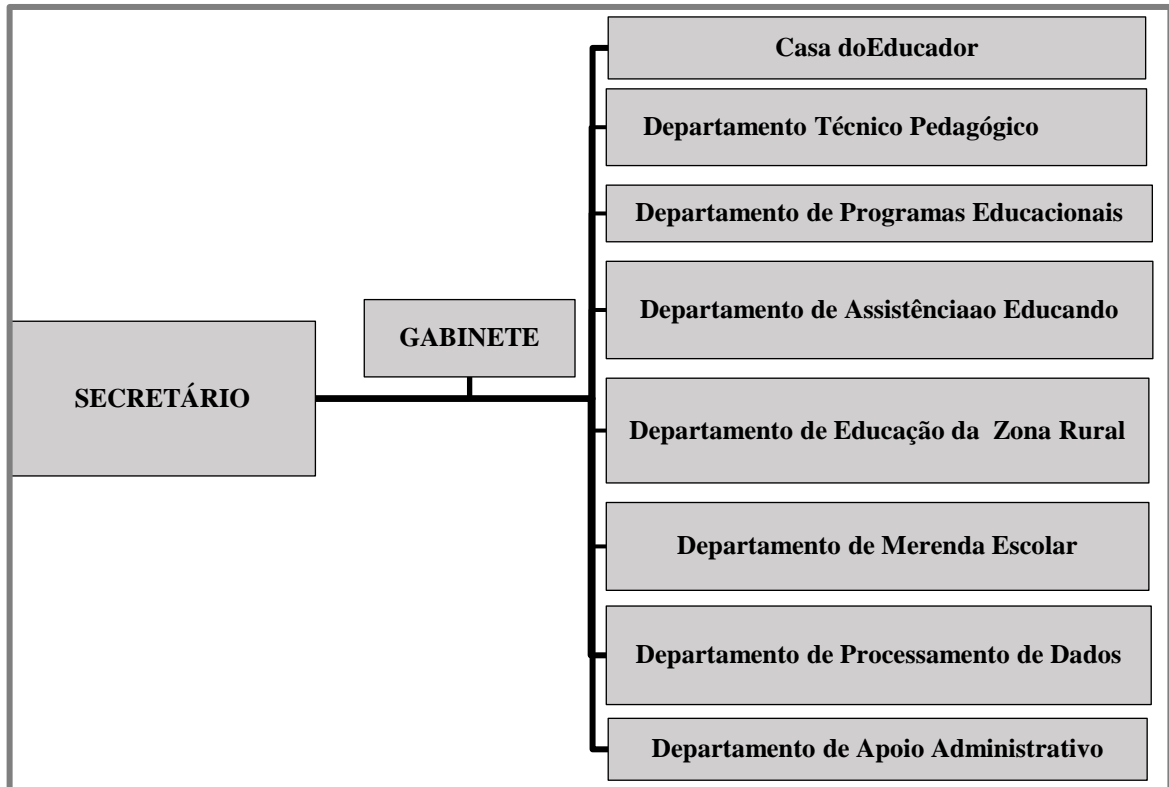 Casa doEducador
Departamento Técnico Pedagógico
Departamento de Programas Educacionais
Departamento de Assistênciaao Educando
GABINETE
SECRETÁRIO
Departamento de Educação da Zona Rural
Departamento de Merenda Escolar
Departamento de Processamento de Dados
Departamento de Apoio Administrativo